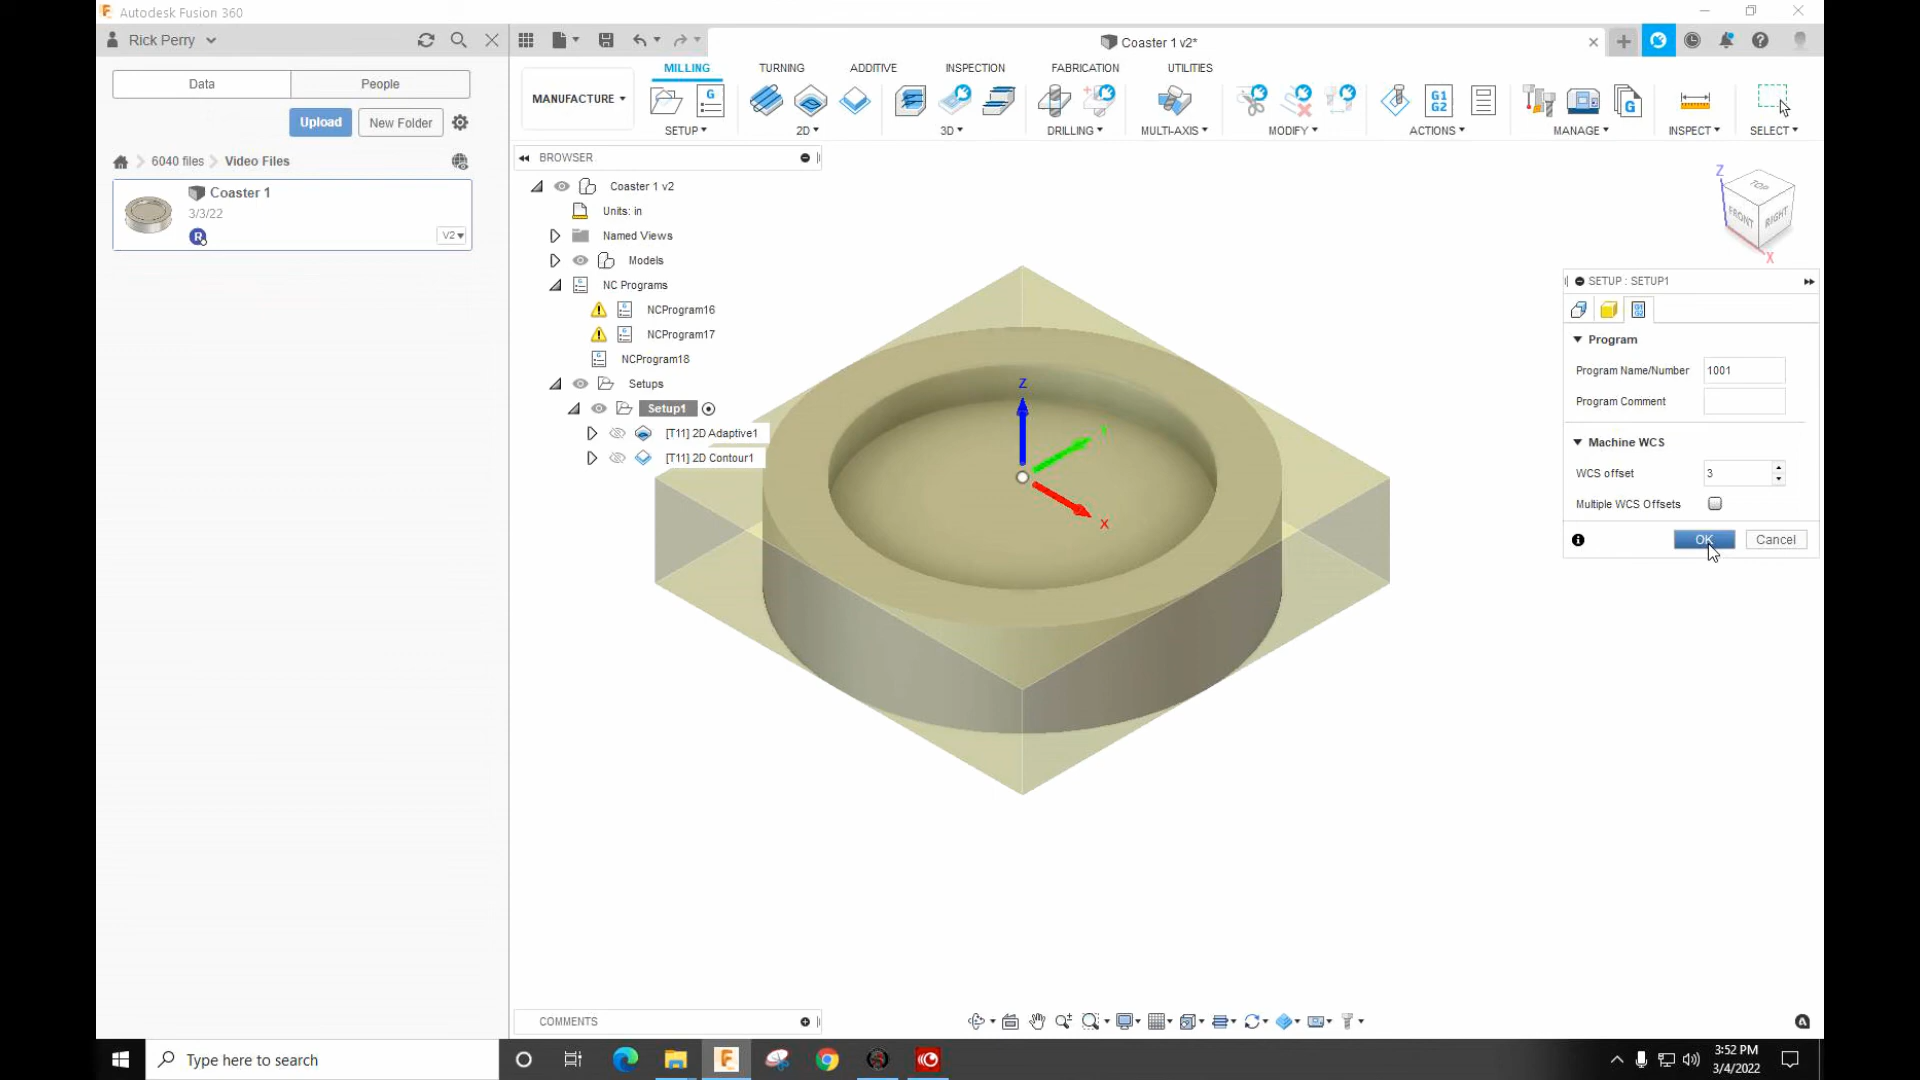 Autodesk Fusion 360
Rick Perry
Coaster 1 v2*
Data
People
Upload
New Folder
6040 files
Video Files
Coaster 1
3/3/22
R
V2
MANUFACTURE
MILLING
TURNING
ADDITIVE
INSPECTION
FABRICATION
UTILITIES
G
G1
G2
G
SETUP
2D
3D
DRILLING
MULTI-AXIS
MODIFY
ACTIONS
MANAGE
INSPECT
SELECT
BROWSER
Coaster 1 v2
Units: in
Named Views
Models
NC Programs
NCProgram16
NCProgram17
NCProgram18
Setups
Setup1
[T11] 2D Adaptive1
[T11] 2D Contour1
Z
X
Z
TOP
FRONT
RIGHT
X
SETUP : SETUP1
G1
G2
Program
Program Name/Number
1001
Program Comment
Machine WCS
WCS offset
3
Multiple WCS Offsets
OK
Cancel
COMMENTS
Type here to search
3:52 PM
3/4/2022